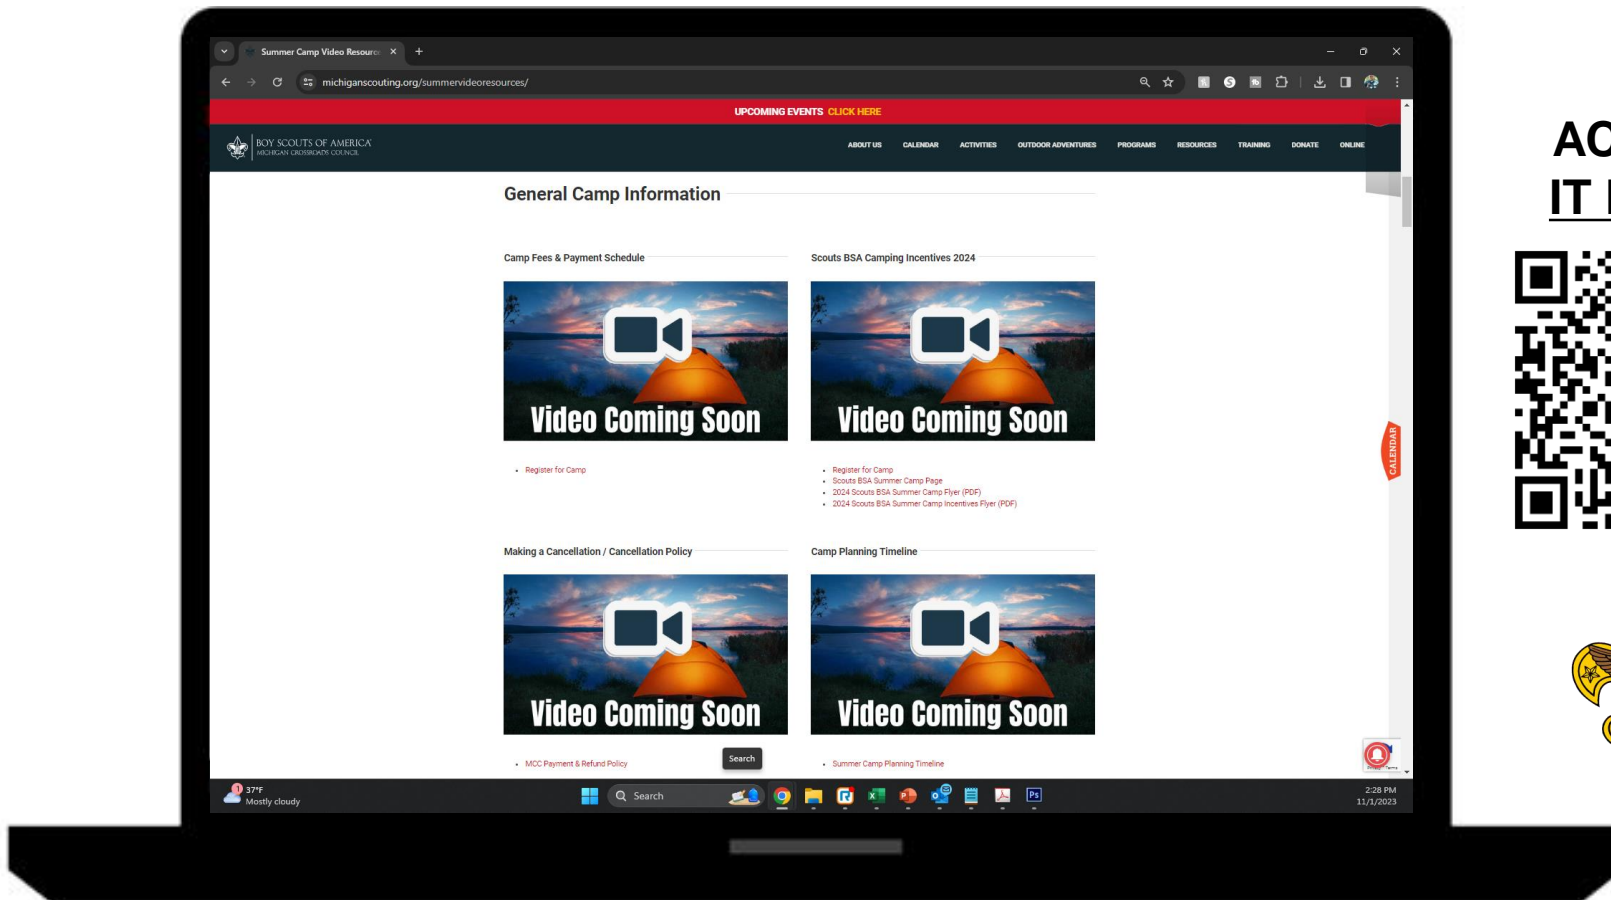 Summer Camp Video Resource
michiganscouting.org/summervideoresources/
UPCOMING EVENTS CLICK HERE
BOY SCOUTS OF AMERICA
MICHIGAN CROSSROADS COUNCIL
ABOUT US CALENDAR ACTIVITIES OUTDOOR ADVENTURES PROGRAMS RESOURCES TRAINING DONATE ONLINE
General Camp Information
Camp Fees & Payment Schedule
Video Coming Soon
• Register for Camp
Scouts BSA Camping Incentives 2024
Video Coming Soon
• Register for Camp
• Scouts BSA Summer Camp Page
• 2024 Scouts BSA Summer Camp Flyer (PDF)
• 2024 Scouts BSA Summer Camp Incentives Flyer (PDF)
Making a Cancellation / Cancellation Policy
Video Coming Soon
• MCC Payment & Refund Policy
Camp Planning Timeline
Video Coming Soon
• Summer Camp Planning Timeline
Search
CALENDAR
Terms
1
37°F
Mostly cloudy
Search
Ps
2:28 PM
11/1/2023
AC
IT